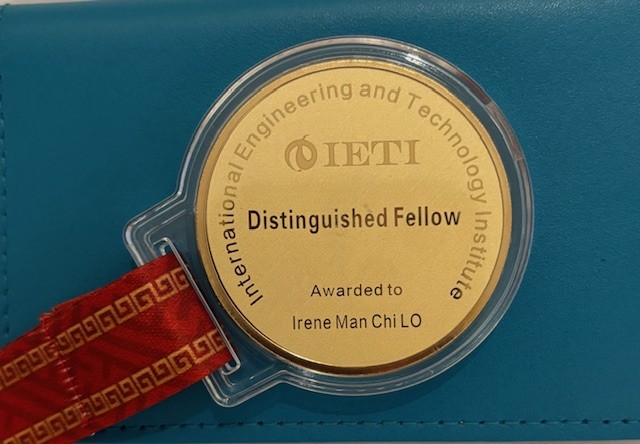 International Engineering and Technology Institute
IETI
Distinguished Fellow
Awarded to
Irene Man Chi LO